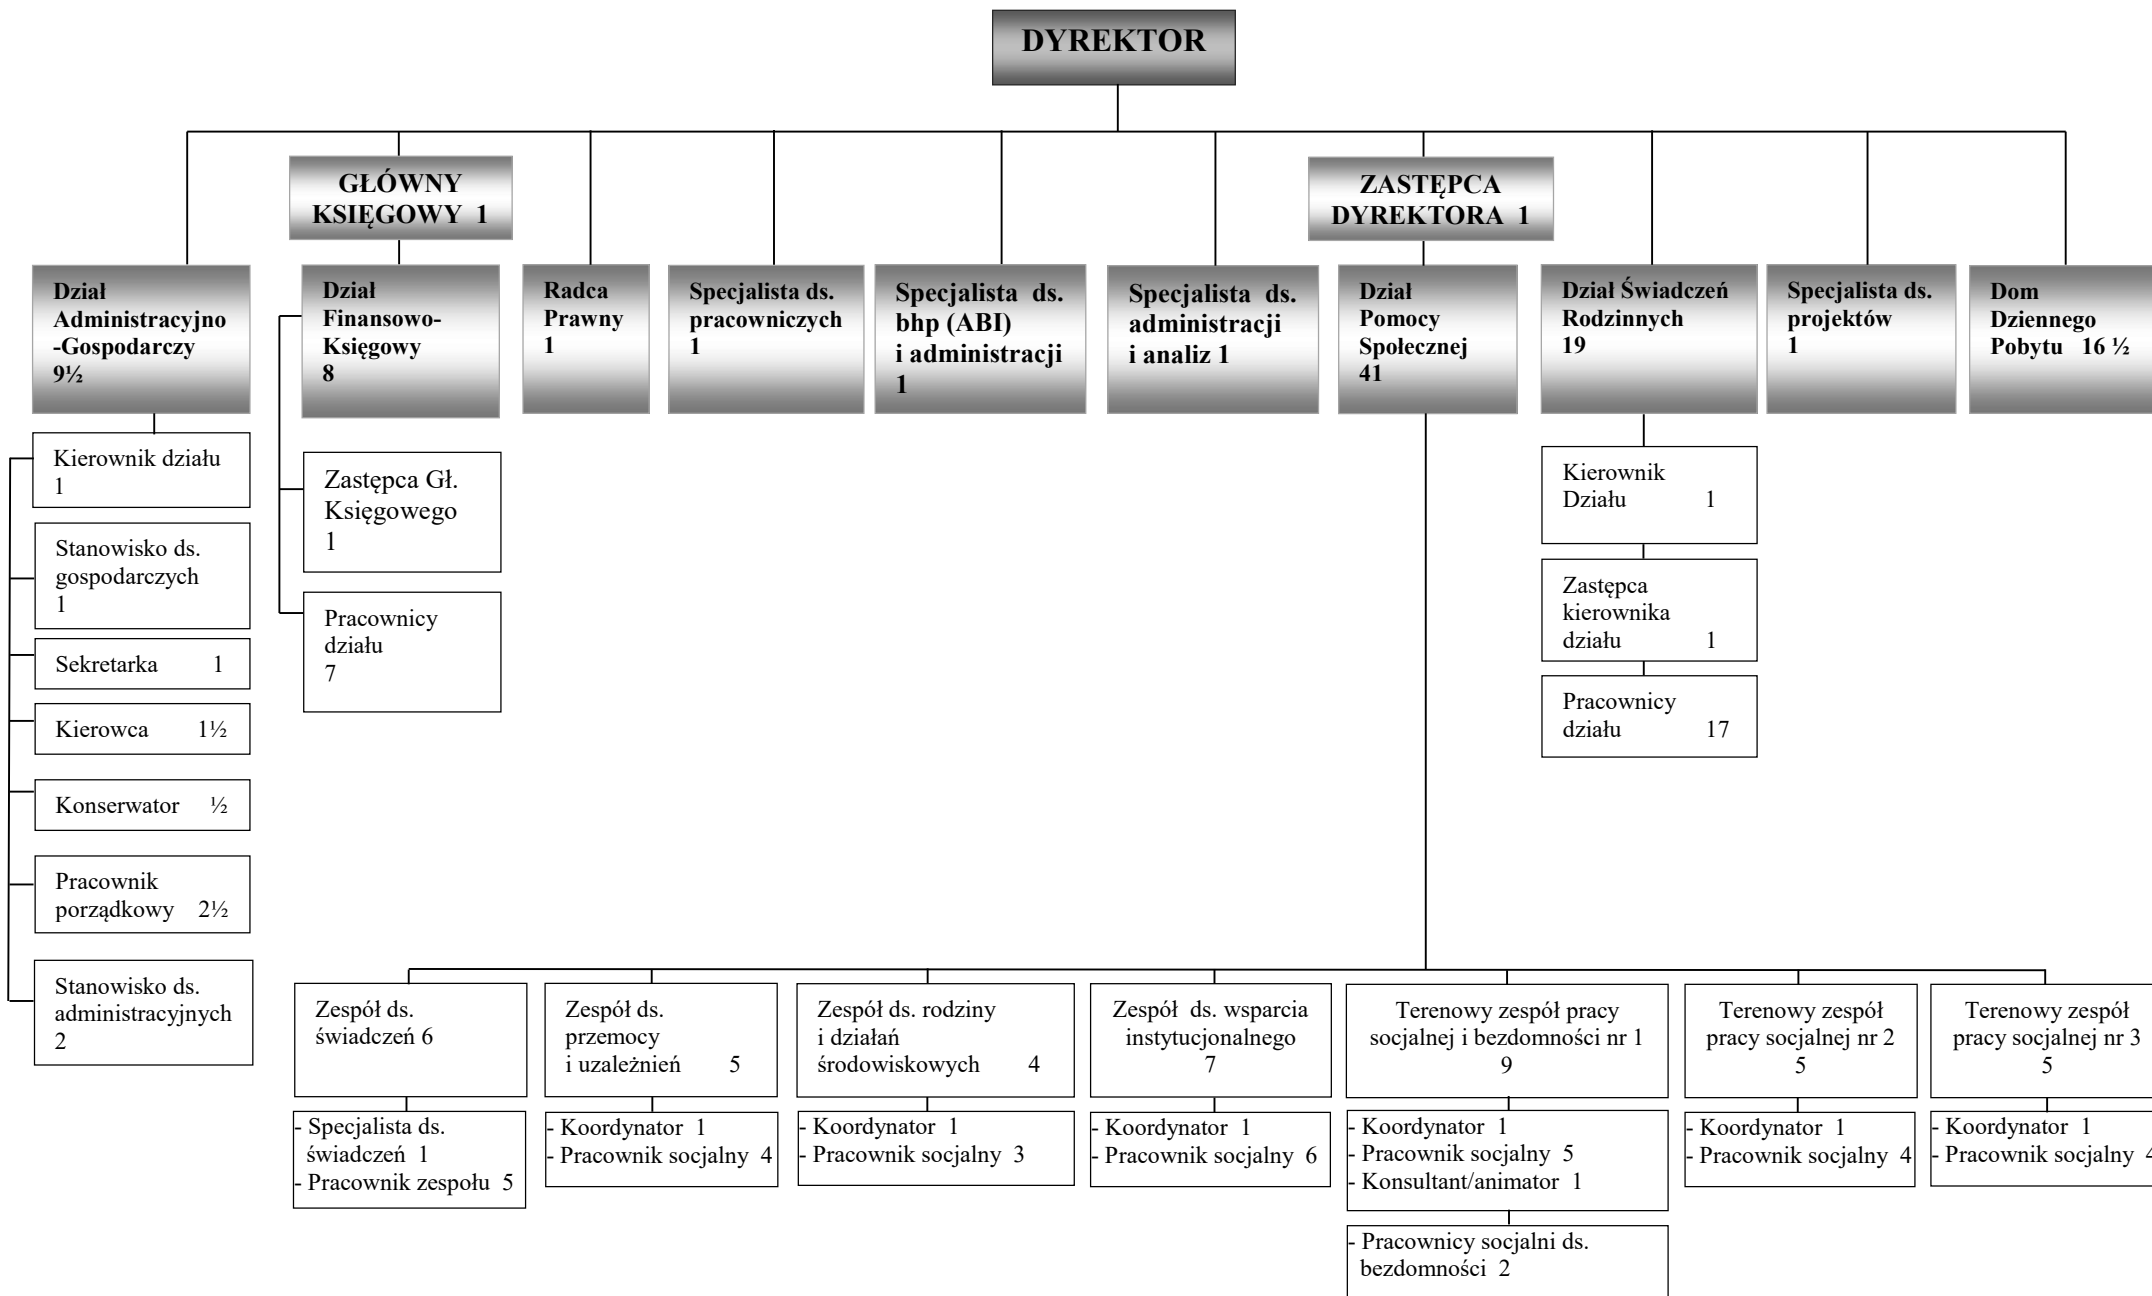 DYREKTOR
GŁÓWNY
KSIĘGOWY 1
ZASTĘPCA
DYREKTORA 1
Dział
Administracyjno
-Gospodarczy
9½
Dział
Finansowo-
Księgowy
8
Radca
Prawny
1
Specjalista ds.
pracowniczych
1
Specjalista ds.
bhp (ABI)
i administracji
1
Specjalista ds.
administracji
i analiz 1
Dział
Pomocy
Społecznej
41
Dział Świadczeń
Rodzinnych
19
Specjalista ds.
projektów
1
Dom
Dziennego
Pobytu 16 ½
Kierownik działu
1
Stanowisko ds.
gospodarczych
1
Sekretarka 1
Kierowca 1½
Konserwator ½
Pracownik
porządkowy 2½
Stanowisko ds.
administracyjnych
2
Zastępca Gł.
Księgowego
1
Pracownicy
działu
7
Kierownik
Działu 1
Zastępca
kierownika
działu 1
Pracownicy
działu 17
Zespół ds.
świadczeń 6
- Specjalista ds.
świadczeń 1
- Pracownik zespołu 5
Zespół ds.
przemocy
i uzależnień 5
- Koordynator 1
- Pracownik socjalny 4
Zespół ds. rodziny
i działań
środowiskowych 4
- Koordynator 1
- Pracownik socjalny 3
Zespół ds. wsparcia
instytucjonalnego
7
- Koordynator 1
- Pracownik socjalny 6
Terenowy zespół pracy
socjalnej i bezdomności nr 1
9
- Koordynator 1
- Pracownik socjalny 5
- Konsultant/animator 1
- Pracownicy socjalni ds.
bezdomności 2
Terenowy zespół
pracy socjalnej nr 2
5
- Koordynator 1
- Pracownik socjalny 4
Terenowy zespół
pracy socjalnej nr 3
5
- Koordynator 1
- Pracownik socjalny 4